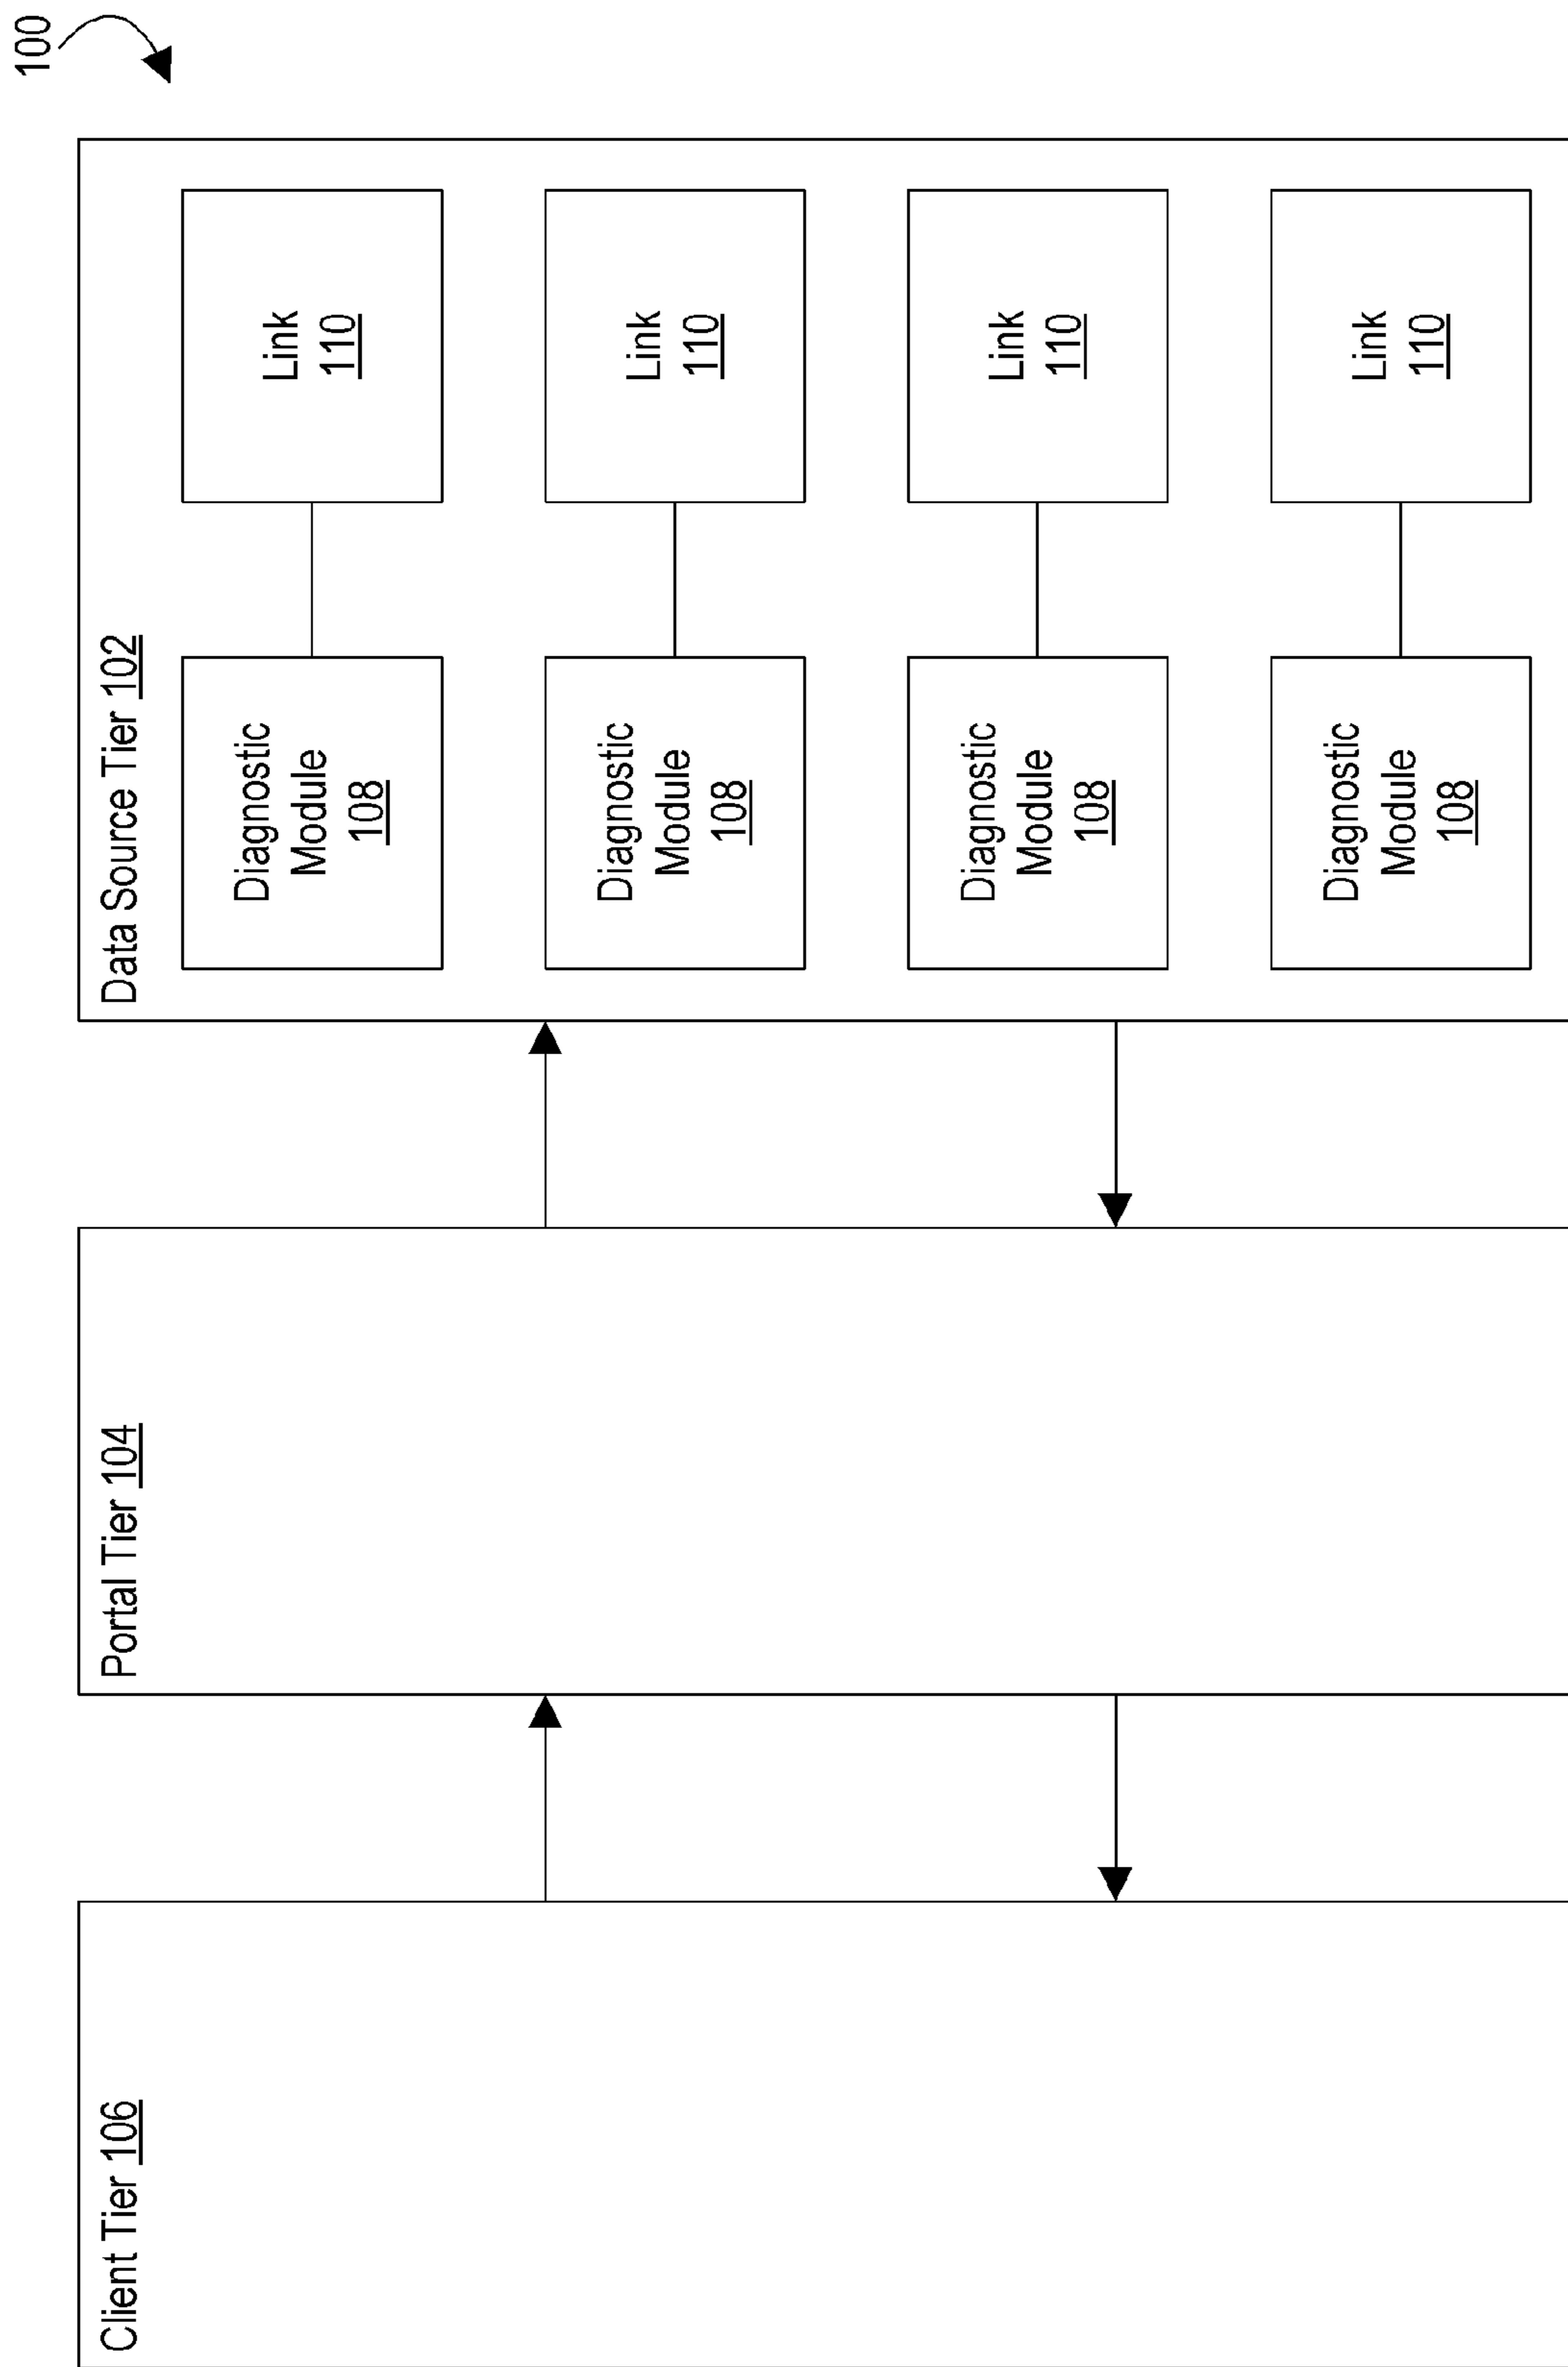 100
Client Tier 106
Portal Tier 104
Data Source Tier 102
Diagnostic
Module
108
Link
110
Diagnostic
Module
108
Link
110
Diagnostic
Module
108
Link
110
Diagnostic
Module
108
Link
110